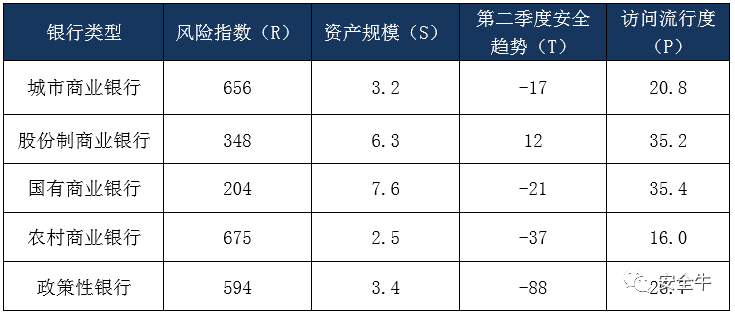 银行类型 风险指数（R） 资产规模（S） 第二季度安全 访问流行度
趋势（T） （P）
城市商业银行 656 3.2 -17 20.8
股份制商业银行 348 6.3 12 35.2
国有商业银行 204 7.6 -21 35.4
农村商业银行 675 2.5 -37 16.0
政策性银行 594 3.4 -88
安全牛